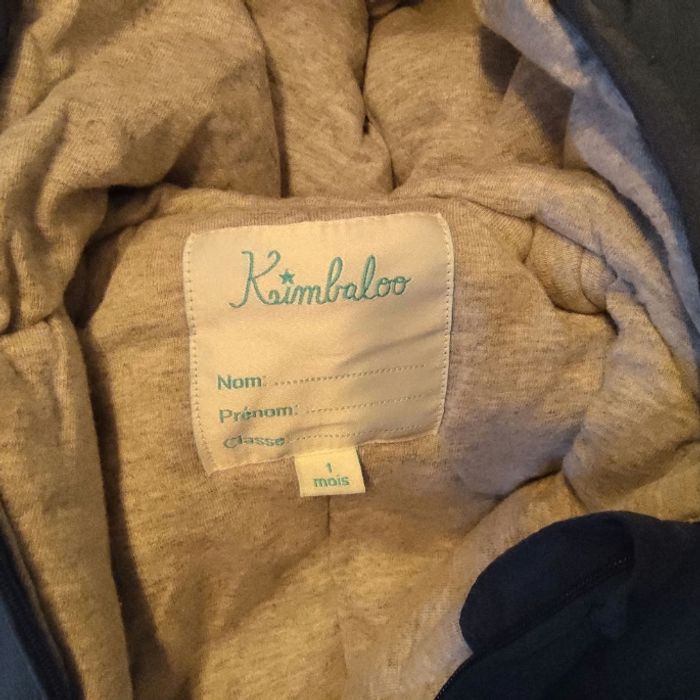 Kimbaloo
Nom: ........................
Prénom: ........................
Classe ........................
1
mois